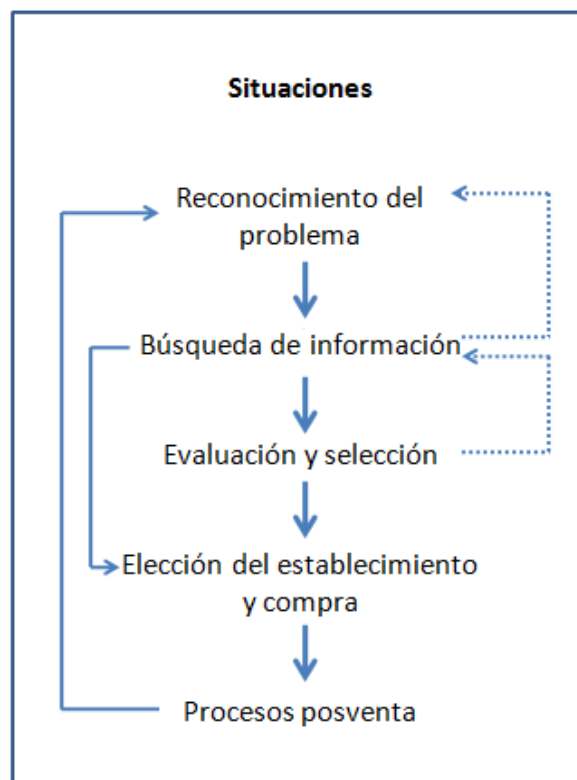 Situaciones
Reconocimiento del
problema
Búsqueda de información
Evaluación y selección
Elección del establecimiento
y compra
Procesos posventa